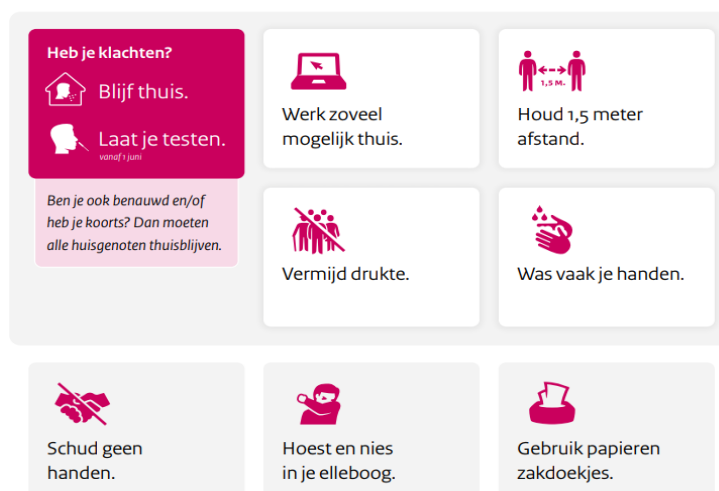 Heb je klachten?
Blijf thuis.
Laat je testen.
vanaf 1 juni
Ben je ook benauwd en/of
heb je koorts? Dan moeten
alle huisgenoten thuisblijven.
Werk zoveel
mogelijk thuis.
1,5 M.
Houd 1,5 meter
afstand.
Vermijd drukte.
Was vaak je handen.
Schud geen
handen.
Hoest en nies
in je elleboog.
Gebruik papieren
zakdoekjes.